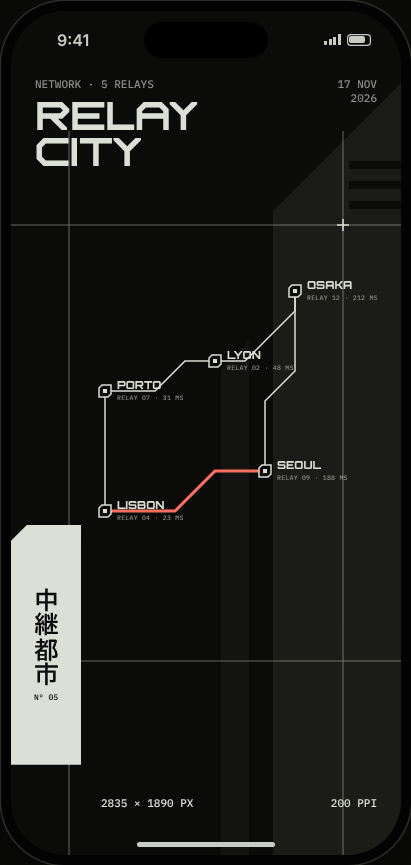 9:41
NETWORK · 5 RELAYS
17 NOV
2026
RELAY
CITY
OSAKA
RELAY 12 · 212 MS
LYON
RELAY 02 · 48 MS
PORTO
RELAY 07 · 31 MS
SEOUL
RELAY 09 · 188 MS
LISBON
RELAY 04 · 23 MS
中継都市
Nº 05
2835 × 1890 PX
200 PPI